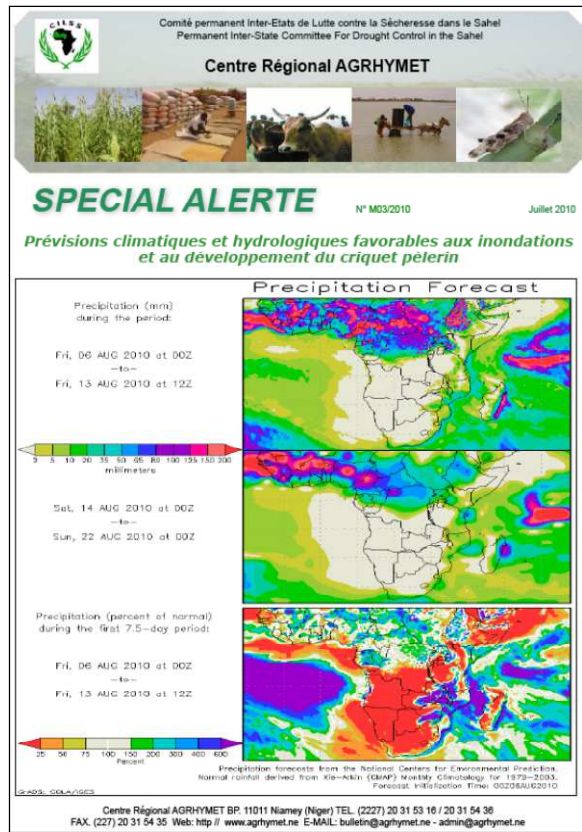 CILSS
Comité permanent Inter-Etats de Lutte contre la Sécheresse dans le Sahel
Permanent Inter-State Committee For Drought Control in the Sahel
Centre Régional AGRHYMET
SPECIAL ALERTE
N° M03/2010
Juillet 2010
Prévisions climatiques et hydrologiques favorables aux inondations
et au développement du criquet pèlerin
Precipitation Forecast
Precipitation (mm)
during the period:
Fri, 06 AUG 2010 at 00Z
—to—
Fri, 13 AUG 2010 at 12Z
5 10 20 35 50 65 80 100 125 150 200
millimeters
Sat, 14 AUG 2010 at 00Z
—to—
Sun, 22 AUG 2010 at 00Z
Precipitation (percent of normal)
during the first 7.5-day period:
Fri, 06 AUG 2010 at 00Z
—to—
Fri, 13 AUG 2010 at 12Z
25 50 75 100 150 200 300 400 600
Percent
Precipitation forecasts from the National Centers for Environmental Prediction.
Normal rainfall derived from Xie-Arkin (CMAP) Monthly Climatology for 1979-2003.
Forecast Initialization Time: 00Z06AUG2010
GrADS: COLA/IGES
Centre Régional AGRHYMET BP. 11011 Niamey (Niger) TEL. (2227) 20 31 53 16 / 20 31 54 36
FAX. (227) 20 31 54 35 Web: http // www.agrhymet.ne E-MAIL: bulletin@agrhymet.ne - admin@agrhymet.ne